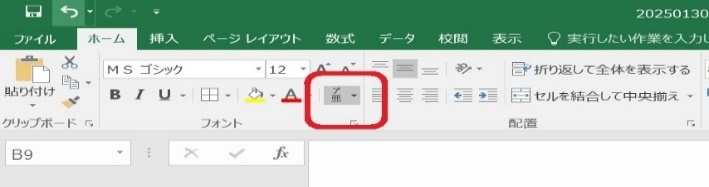 20250130
ファイル ホーム 挿入 ページ レイアウト 数式 データ 校閲 表示 実行したい作業を入力し
MS ゴシック 12 A A 折り返して全体を表示する
貼り付け B I U A ア亜 セルを結合して中央揃え
クリップボード フォント 配置
B9 fx